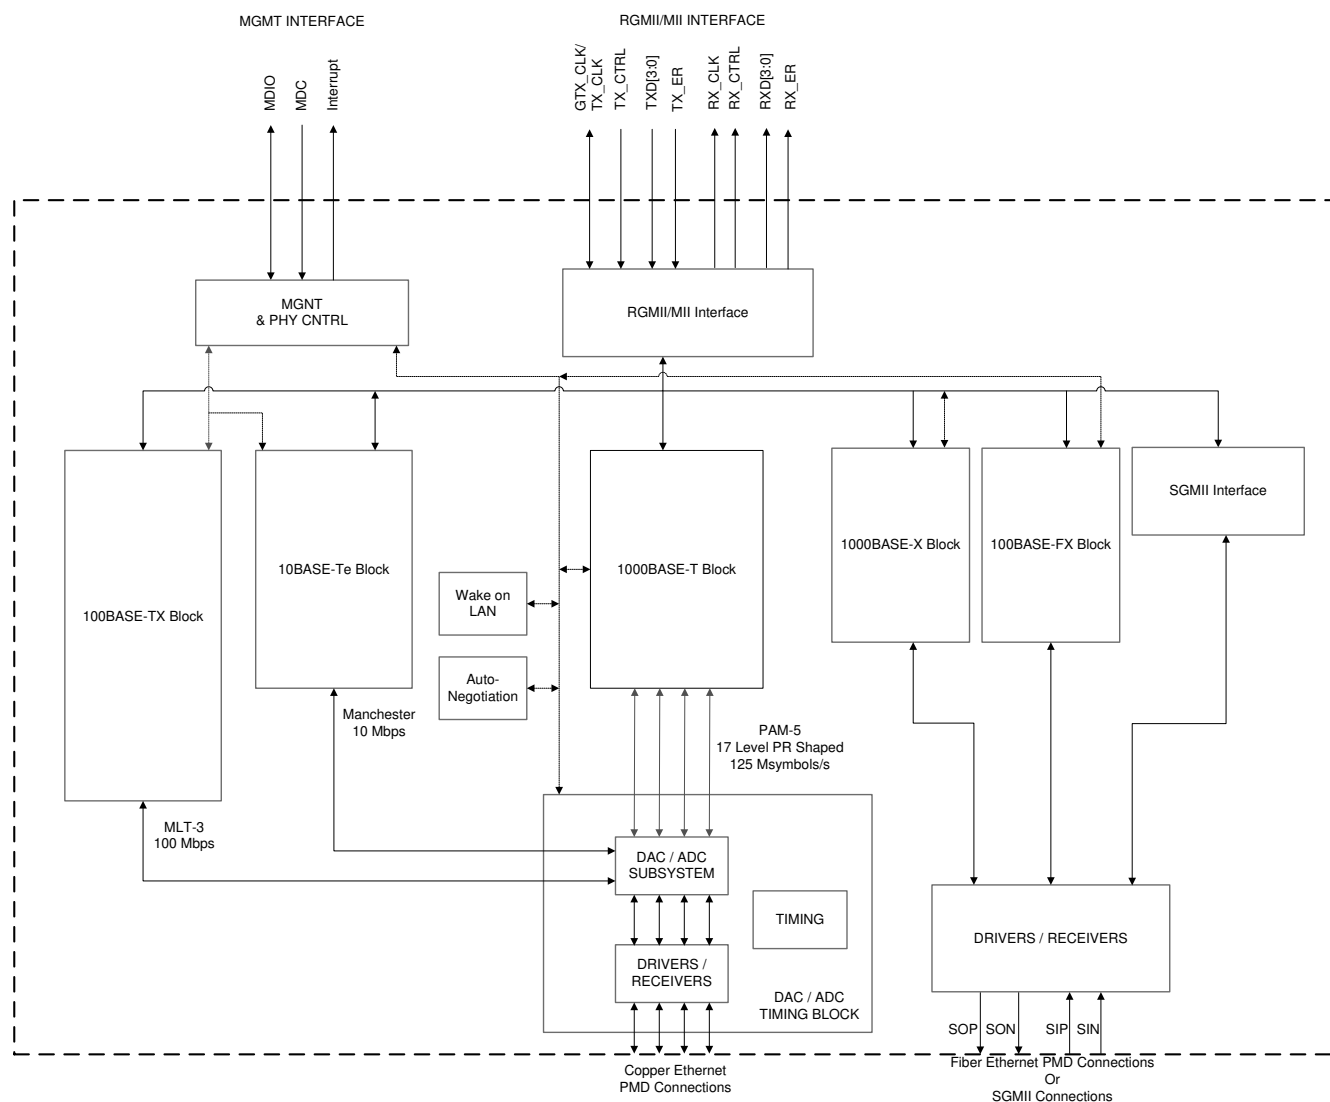 MGMT INTERFACE
RGMII/MII INTERFACE
MDIO
MDC
Interrupt
GTX_CLK/
TX_CLK
TX_CTRL
TXD[3:0]
TX_ER
RX_CLK
RX_CTRL
RXD[3:0]
RX_ER
MGNT
& PHY CNTRL
RGMII/MII Interface
100BASE-TX Block
10BASE-Te Block
Wake on
LAN
Auto-
Negotiation
1000BASE-T Block
1000BASE-X Block
100BASE-FX Block
SGMII Interface
Manchester
10 Mbps
PAM-5
17 Level PR Shaped
125 Msymbols/s
MLT-3
100 Mbps
DAC / ADC
SUBSYSTEM
TIMING
DRIVERS /
RECEIVERS
DAC / ADC
TIMING BLOCK
DRIVERS / RECEIVERS
SOP
SON
SIP
SIN
Copper Ethernet
PMD Connections
Fiber Ethernet PMD Connections
Or
SGMII Connections